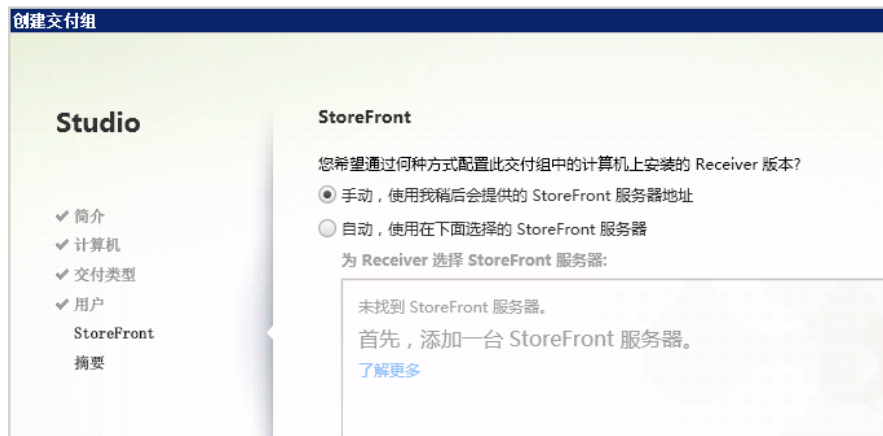 创建交付组
Studio
简介
计算机
交付类型
用户
StoreFront
摘要
StoreFront
您希望通过何种方式配置此交付组中的计算机上安装的 Receiver 版本?
手动，使用我稍后会提供的 StoreFront 服务器地址
自动，使用在下面选择的 StoreFront 服务器
为 Receiver 选择 StoreFront 服务器:
未找到 StoreFront 服务器。
首先，添加一台 StoreFront 服务器。
了解更多